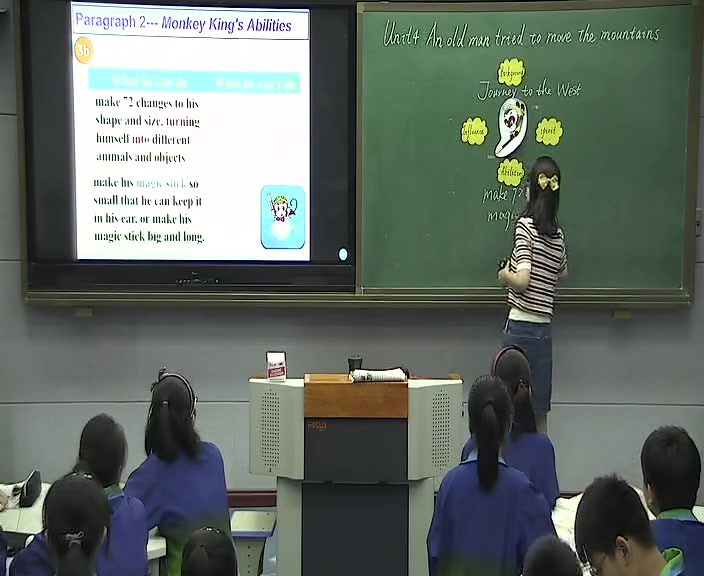 Paragraph 2--- Monkey King's Abilities
3b
What he can do What he can't do
make 72 changes to his
shape and size, turning
himself into different
animals and objects
make his magic stick so
small that he can keep it
in his ear, or make his
magic stick big and long.
Unit4 An old man tried to move the mountains
Background
Journey to the West
Influence
Abilities
make 72
FOCUS